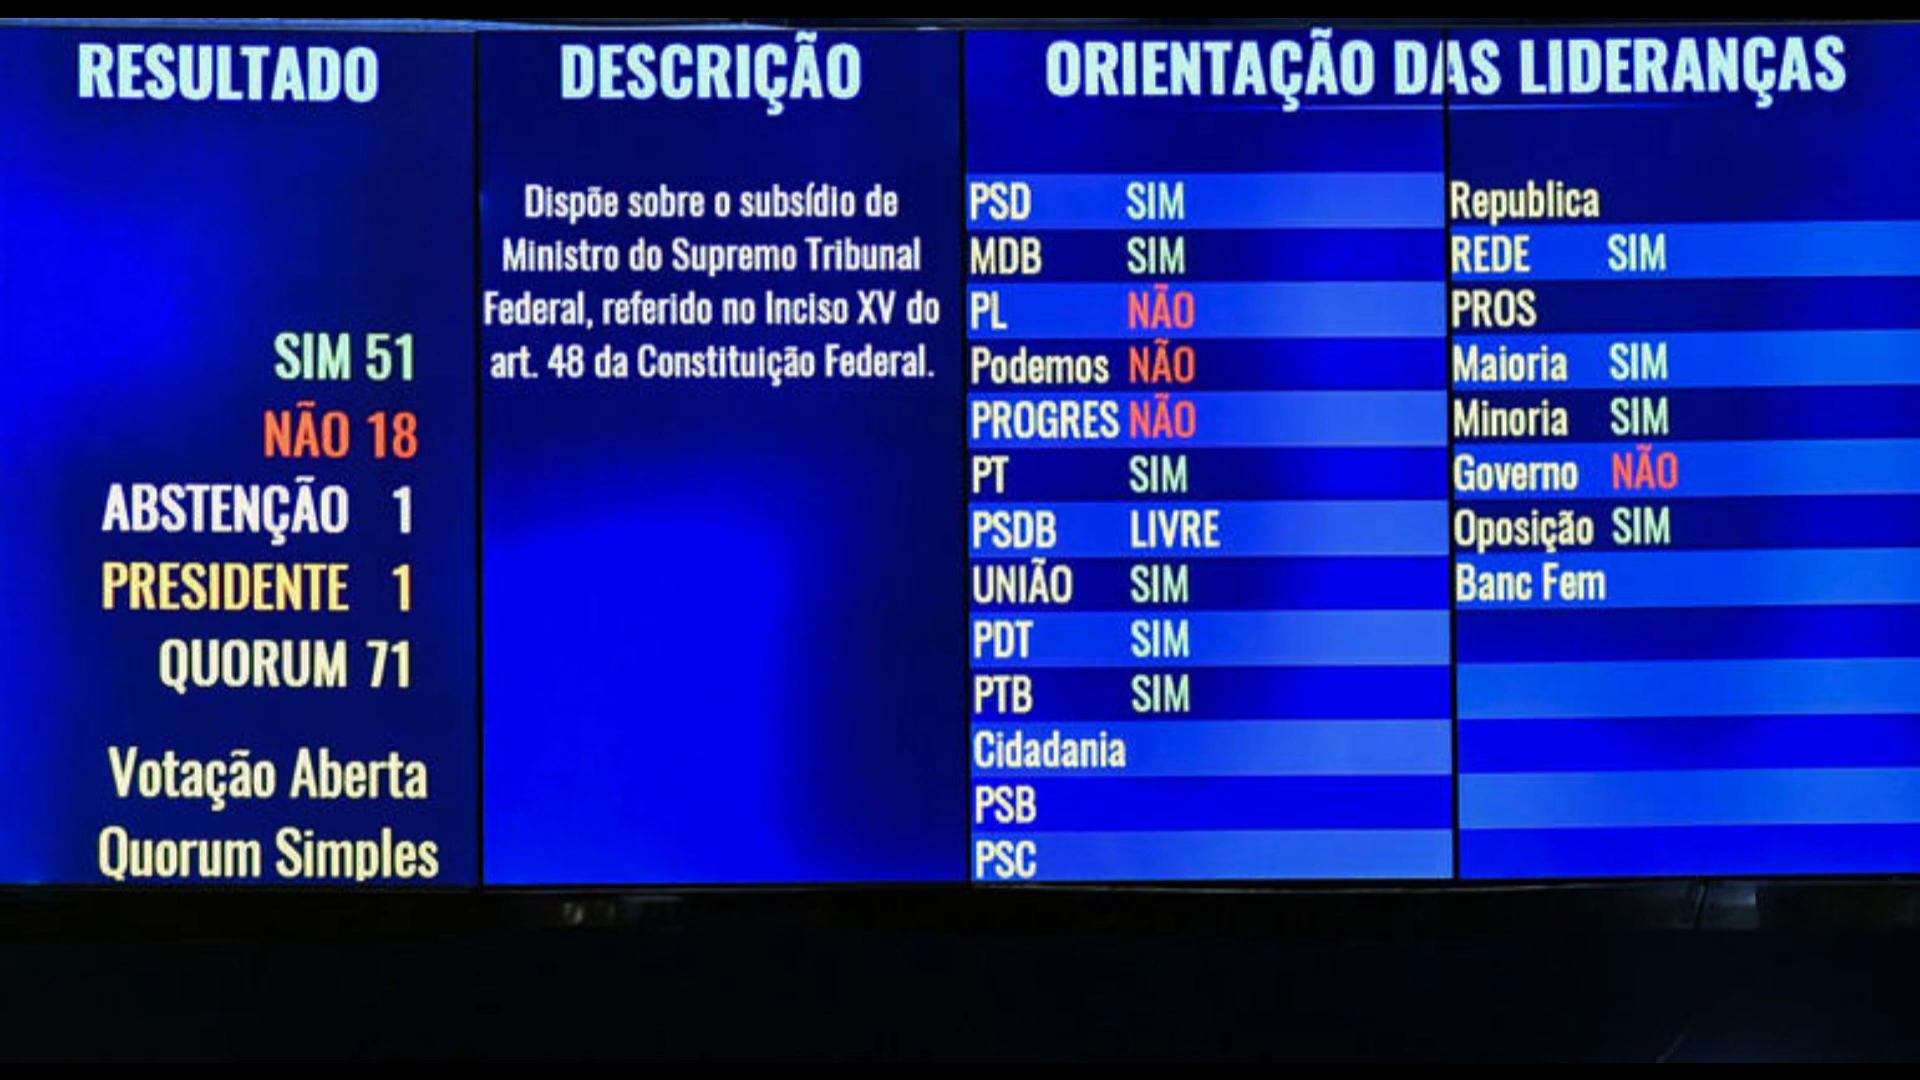 RESULTADO
SIM 51
NÃO 18
ABSTENÇÃO 1
PRESIDENTE 1
QUORUM 71
Votação Aberta
Quorum Simples
DESCRIÇÃO
Dispõe sobre o subsídio de
Ministro do Supremo Tribunal
Federal, referido no Inciso XV do
art. 48 da Constituição Federal.
ORIENTAÇÃO DAS LIDERANÇAS
PSD SIM
MDB SIM
PL NÃO
Podemos NÃO
PROGRES NÃO
PT SIM
PSDB LIVRE
UNIÃO SIM
PDT SIM
PTB SIM
Cidadania
PSB
PSC
Republica
REDE SIM
PROS
Maioria SIM
Minoria SIM
Governo NÃO
Oposição SIM
Banc Fem